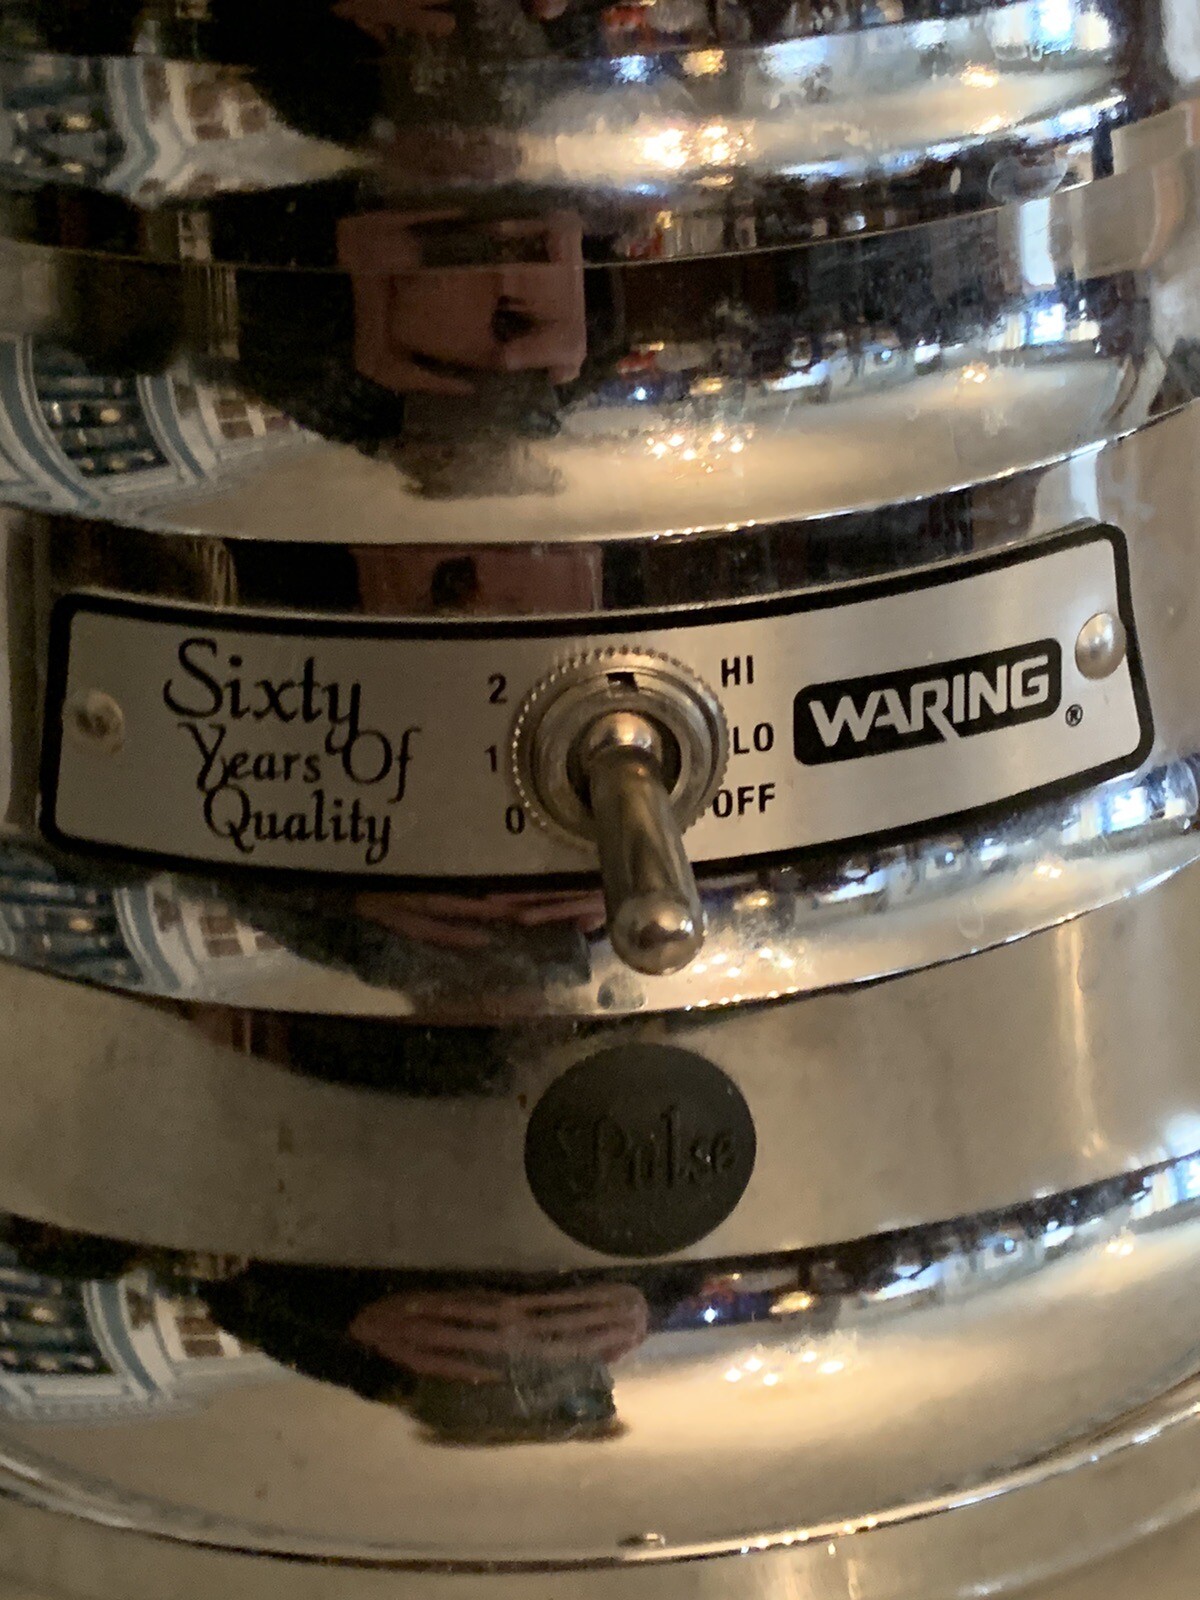 Sixty
Years Of
Quality
2
1
0
HI
LO
OFF
WARING ®
Pulse